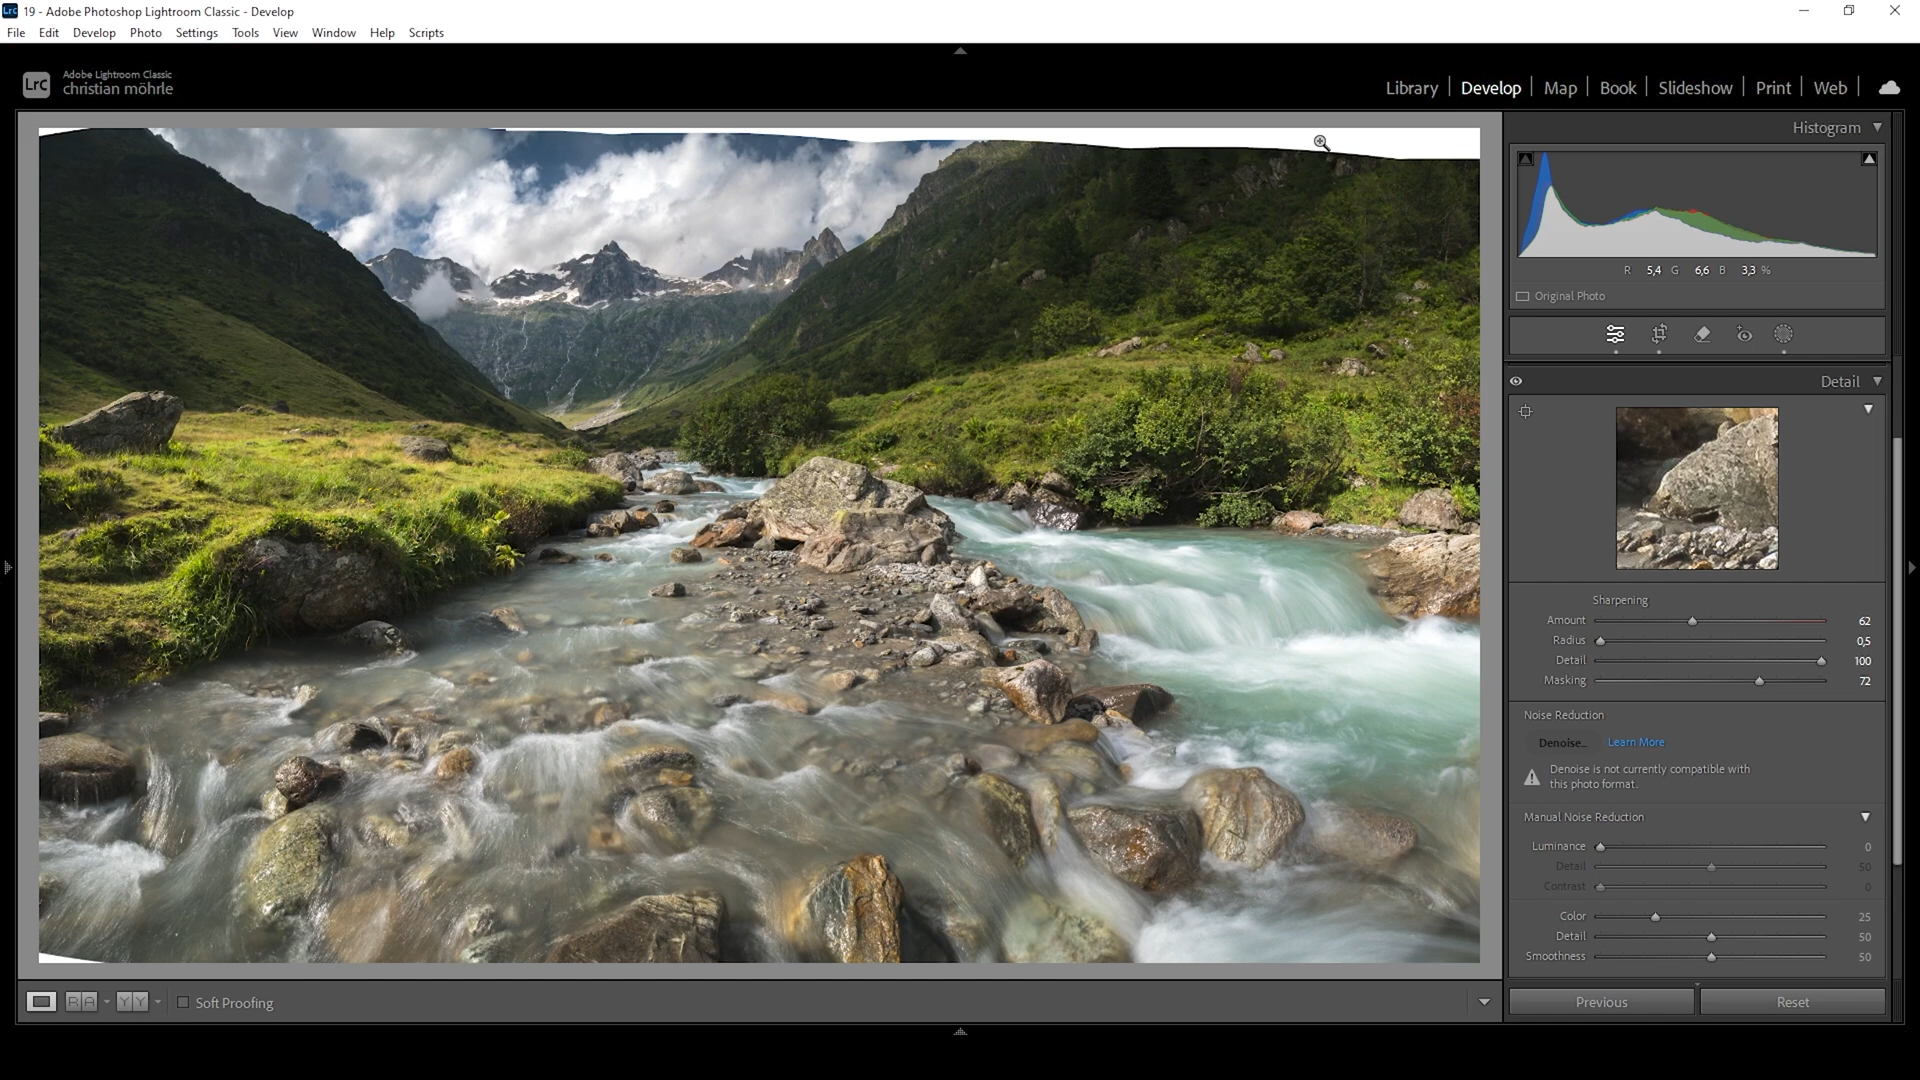 Lrc 19 - Adobe Photoshop Lightroom Classic - Develop
File Edit Develop Photo Settings Tools View Window Help Scripts
LrC
Adobe Lightroom Classic
christian möhrle
Library | Develop | Map | Book | Slideshow | Print | Web |
Histogram
R 5,4 G 6,6 B 3,3 %
Original Photo
Detail
Sharpening
Amount 62
Radius 0,5
Detail 100
Masking 72
Noise Reduction
Denoise... Learn More
Denoise is not currently compatible with
this photo format.
Manual Noise Reduction
Luminance 0
Detail 50
Contrast 0
Color 25
Detail 50
Smoothness 50
R A Y Y Soft Proofing
Previous Reset